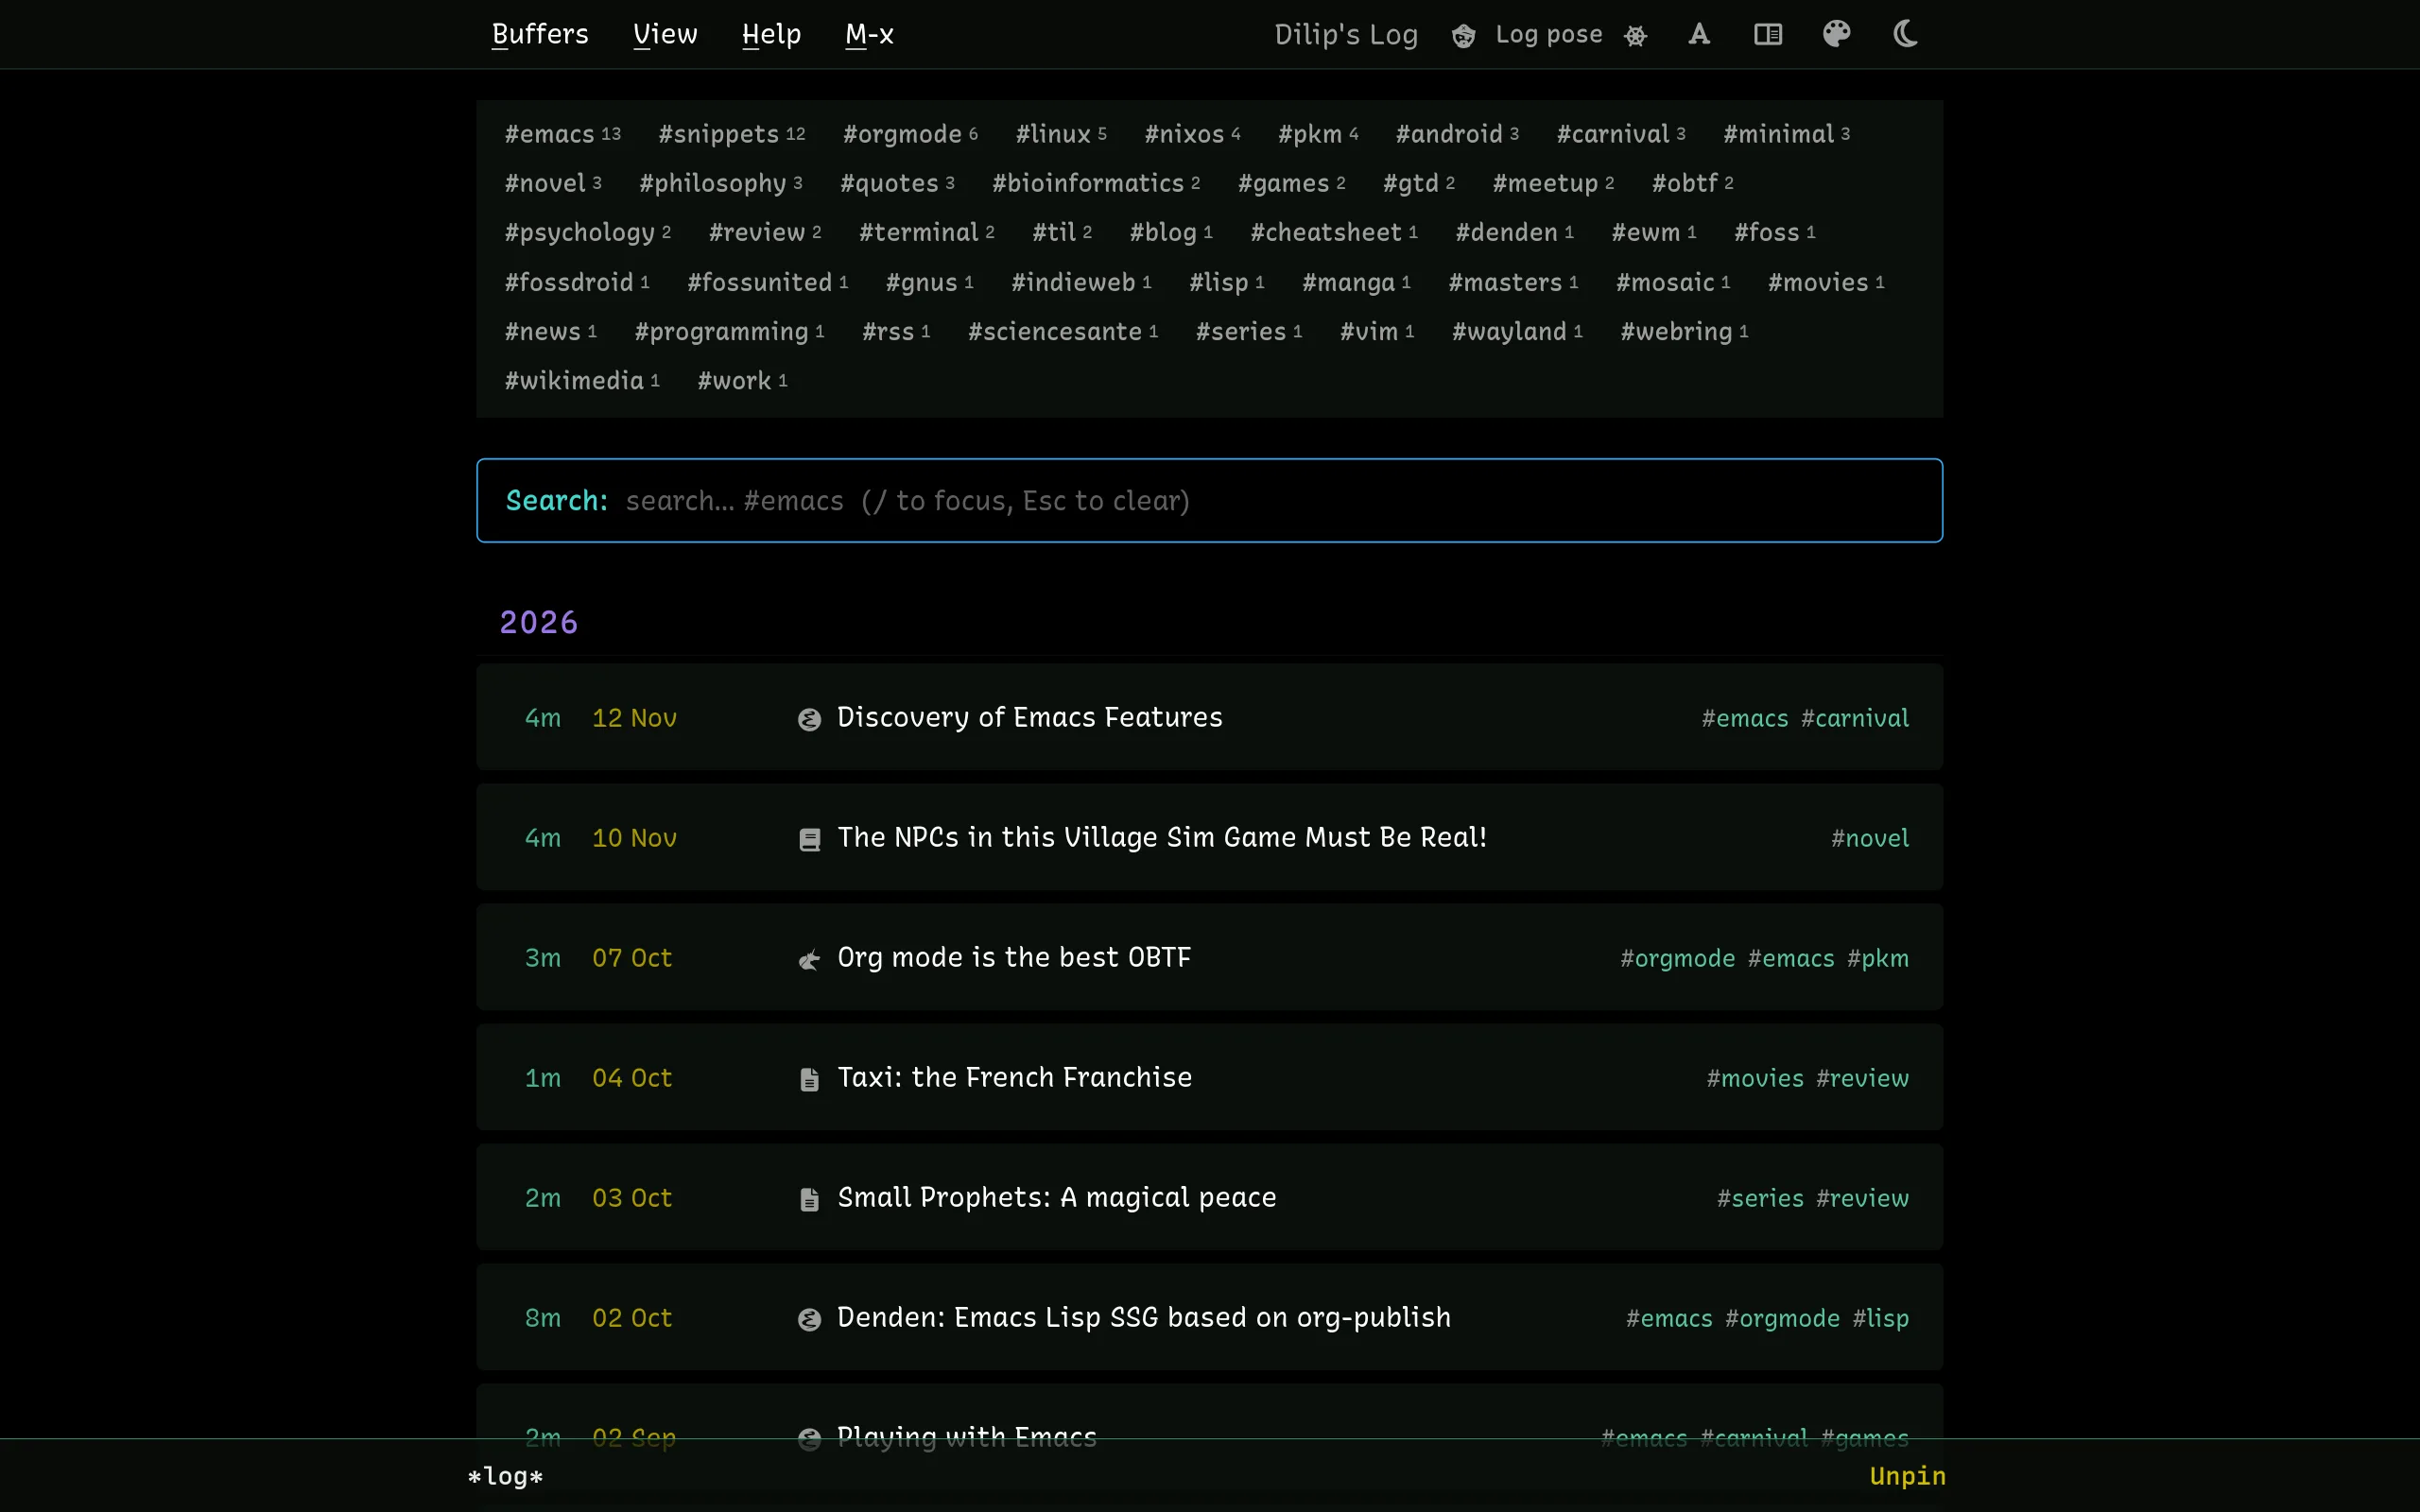 Buffers View Help M-x Dilip's Log Log pose
#emacs 13 #snippets 12 #orgmode 6 #linux 5 #nixos 4 #pkm 4 #android 3 #carnival 3 #minimal 3
#novel 3 #philosophy 3 #quotes 3 #bioinformatics 2 #games 2 #gtd 2 #meetup 2 #obtf 2
#psychology 2 #review 2 #terminal 2 #til 2 #blog 1 #cheatsheet 1 #denden 1 #ewm 1 #foss 1
#fossdroid 1 #fossunited 1 #gnus 1 #indieweb 1 #lisp 1 #manga 1 #masters 1 #mosaic 1 #movies 1
#news 1 #programming 1 #rss 1 #sciencesante 1 #series 1 #vim 1 #wayland 1 #webring 1
#wikimedia 1 #work 1
Search: search... #emacs (/ to focus, Esc to clear)
2026
4m 12 Nov Discovery of Emacs Features #emacs #carnival
4m 10 Nov The NPCs in this Village Sim Game Must Be Real! #novel
3m 07 Oct Org mode is the best OBTF #orgmode #emacs #pkm
1m 04 Oct Taxi: the French Franchise #movies #review
2m 03 Oct Small Prophets: A magical peace #series #review
8m 02 Oct Denden: Emacs Lisp SSG based on org-publish #emacs #orgmode #lisp
2m 02 Sep Playing with Emacs #emacs #carnival #games
*log* Unpin